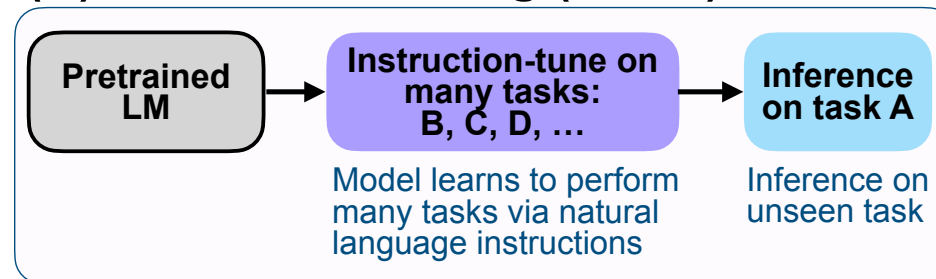 Pretrained
LM
Instruction-tune on
many tasks:
B, C, D, …
Inference
on task A
Model learns to perform
many tasks via natural
language instructions
Inference on
unseen task